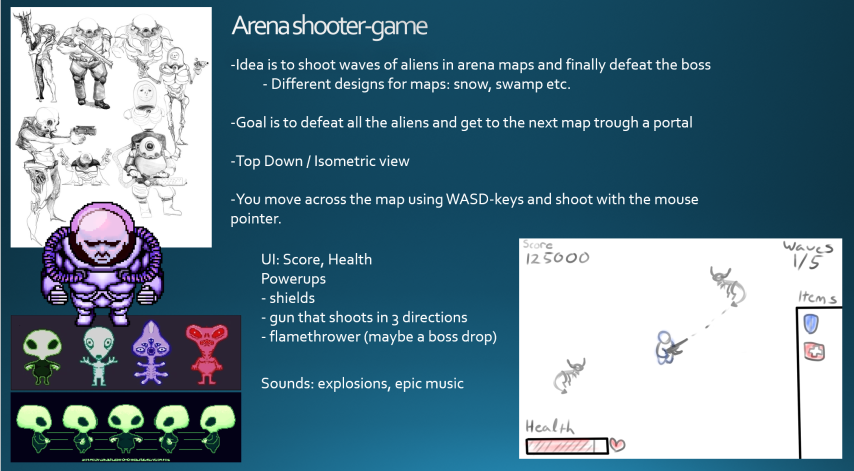 Arena shooter-game
-Idea is to shoot waves of aliens in arena maps and finally defeat the boss
- Different designs for maps: snow, swamp etc.
-Goal is to defeat all the aliens and get to the next map trough a portal
-Top Down / Isometric view
-You move across the map using WASD-keys and shoot with the mouse
pointer.
UI: Score, Health
Powerups
- shields
- gun that shoots in 3 directions
- flamethrower (maybe a boss drop)
Sounds: explosions, epic music
Score
125000
Waves
1/5
Items
Health